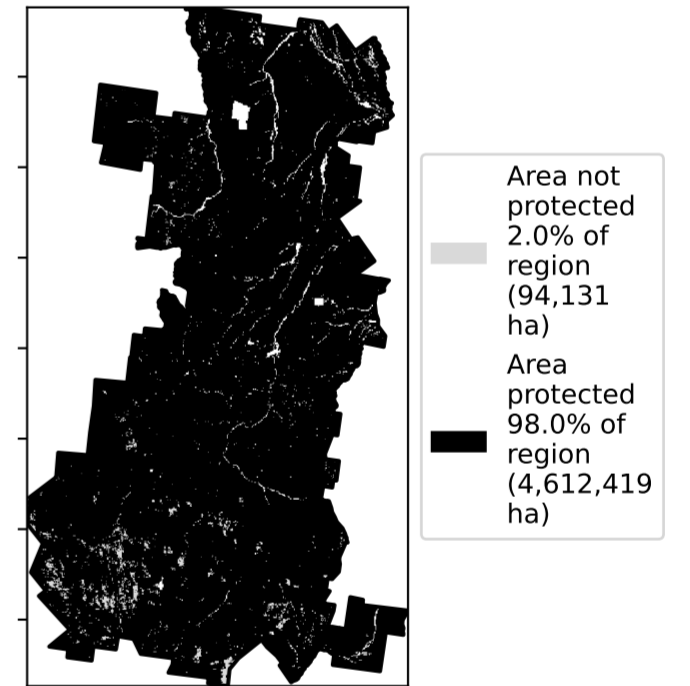 Area not
protected
2.0% of
region
(94,131
ha)
Area
protected
98.0% of
region
(4,612,419
ha)